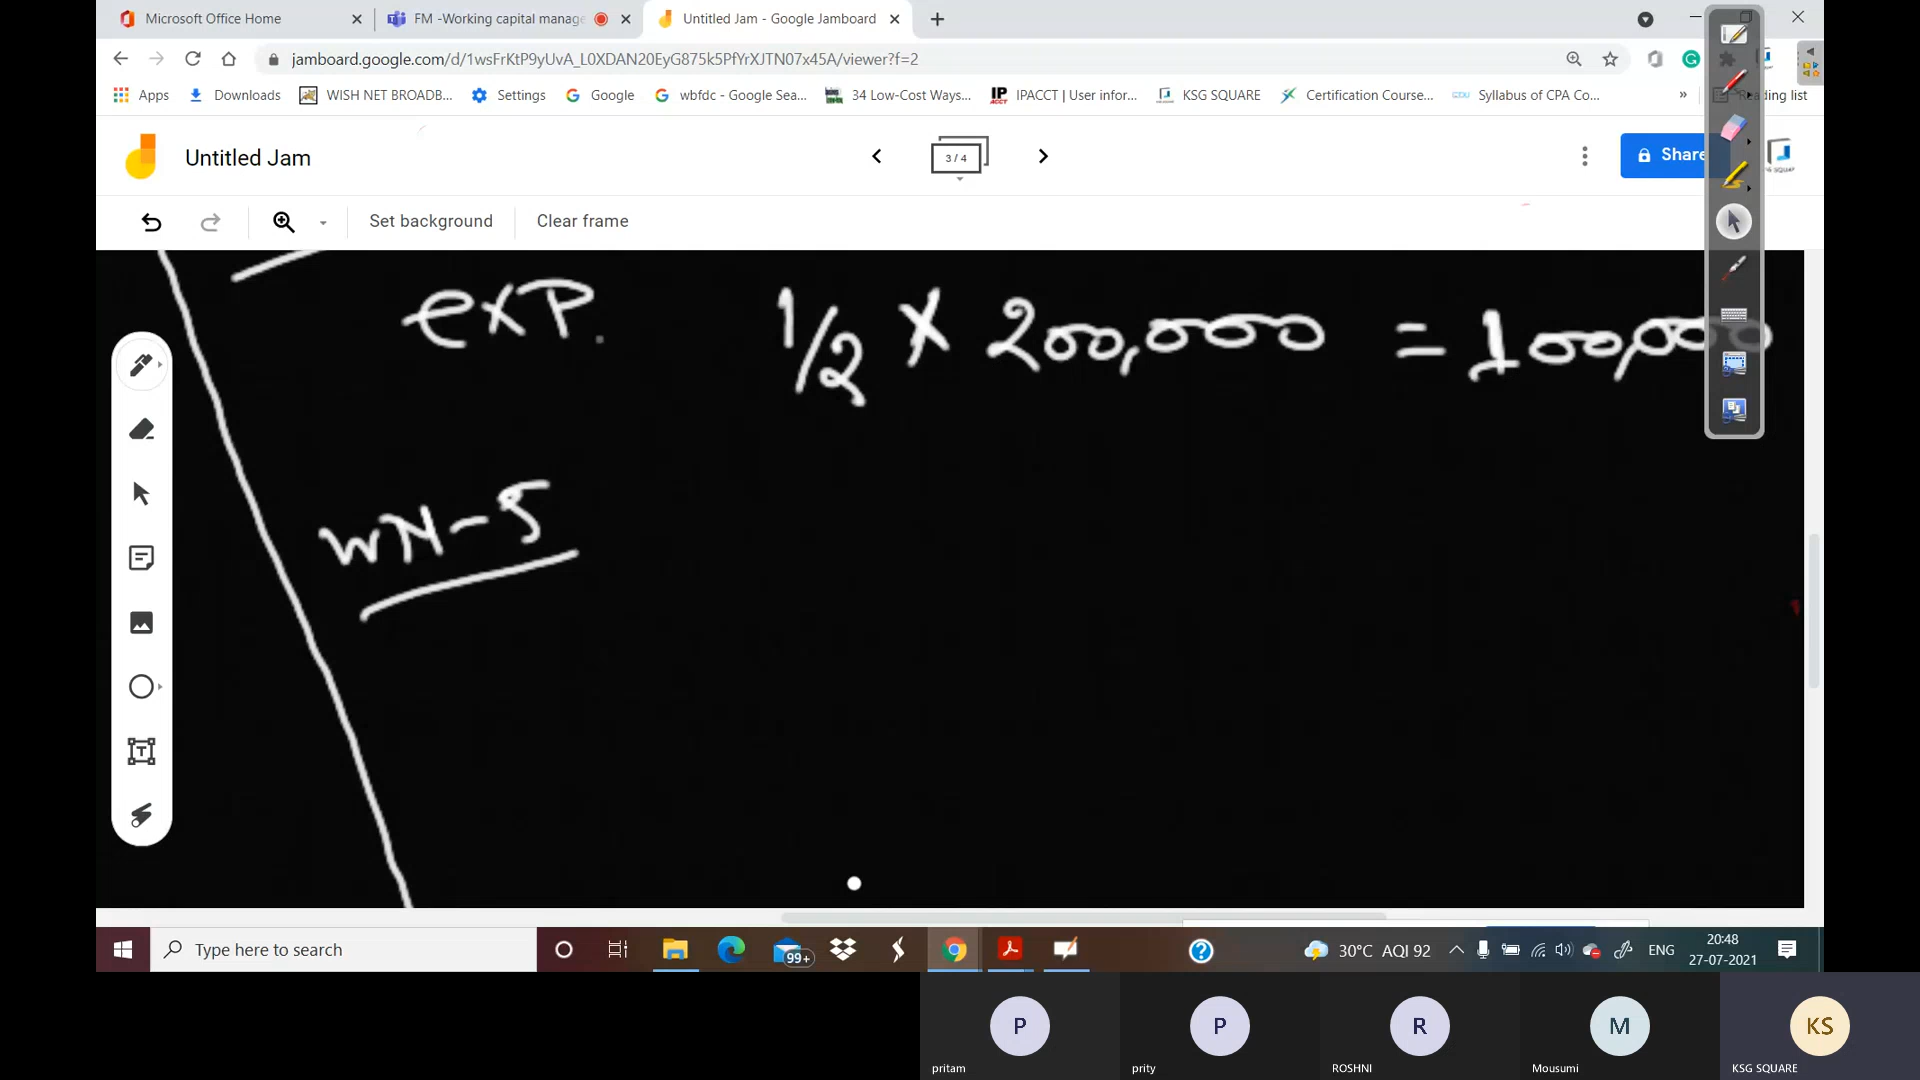 Microsoft Office Home
FM -Working capital manage
Untitled Jam - Google Jamboard
jamboard.google.com/d/1wsFrKtP9yUvA_L0XDAN20EyG875k5PfYrXJTN07x45A/viewer?f=2
Apps Downloads WISH NET BROADB... Settings Google wbfdc - Google Sea... 34 Low-Cost Ways... IPACCT | User infor... KSG SQUARE Certification Course... Syllabus of CPA Co... » Reading list
Untitled Jam
3 / 4
Share
Set background Clear frame
exP. 1/2 × 200,000 = 100,000
WN-5
Type here to search
99+
30°C AQI 92
ENG
20:48
27-07-2021
P P R M KS
pritam prity ROSHNI Mousumi KSG SQUARE